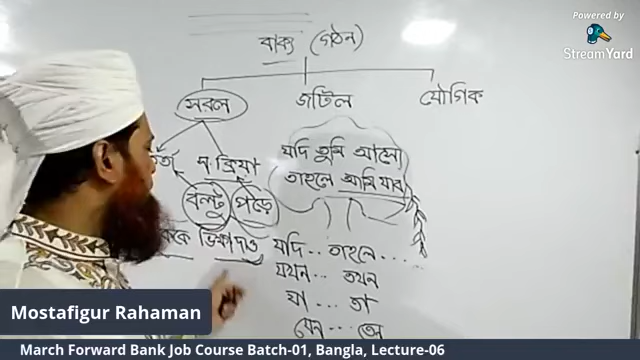 Powered by
StreamYard
বাক্য (গঠন)
সরল জটিল যৌগিক
ক্রিয়া
যদি তুমি আসো
তাহলে আমি যাব
বল্টু পড়ে
ভিক্ষা দাও
যদি .. তাহলে ....
যখন .. তখন
যা ... তা
যেন ...
Mostafigur Rahaman
March Forward Bank Job Course Batch-01, Bangla, Lecture-06